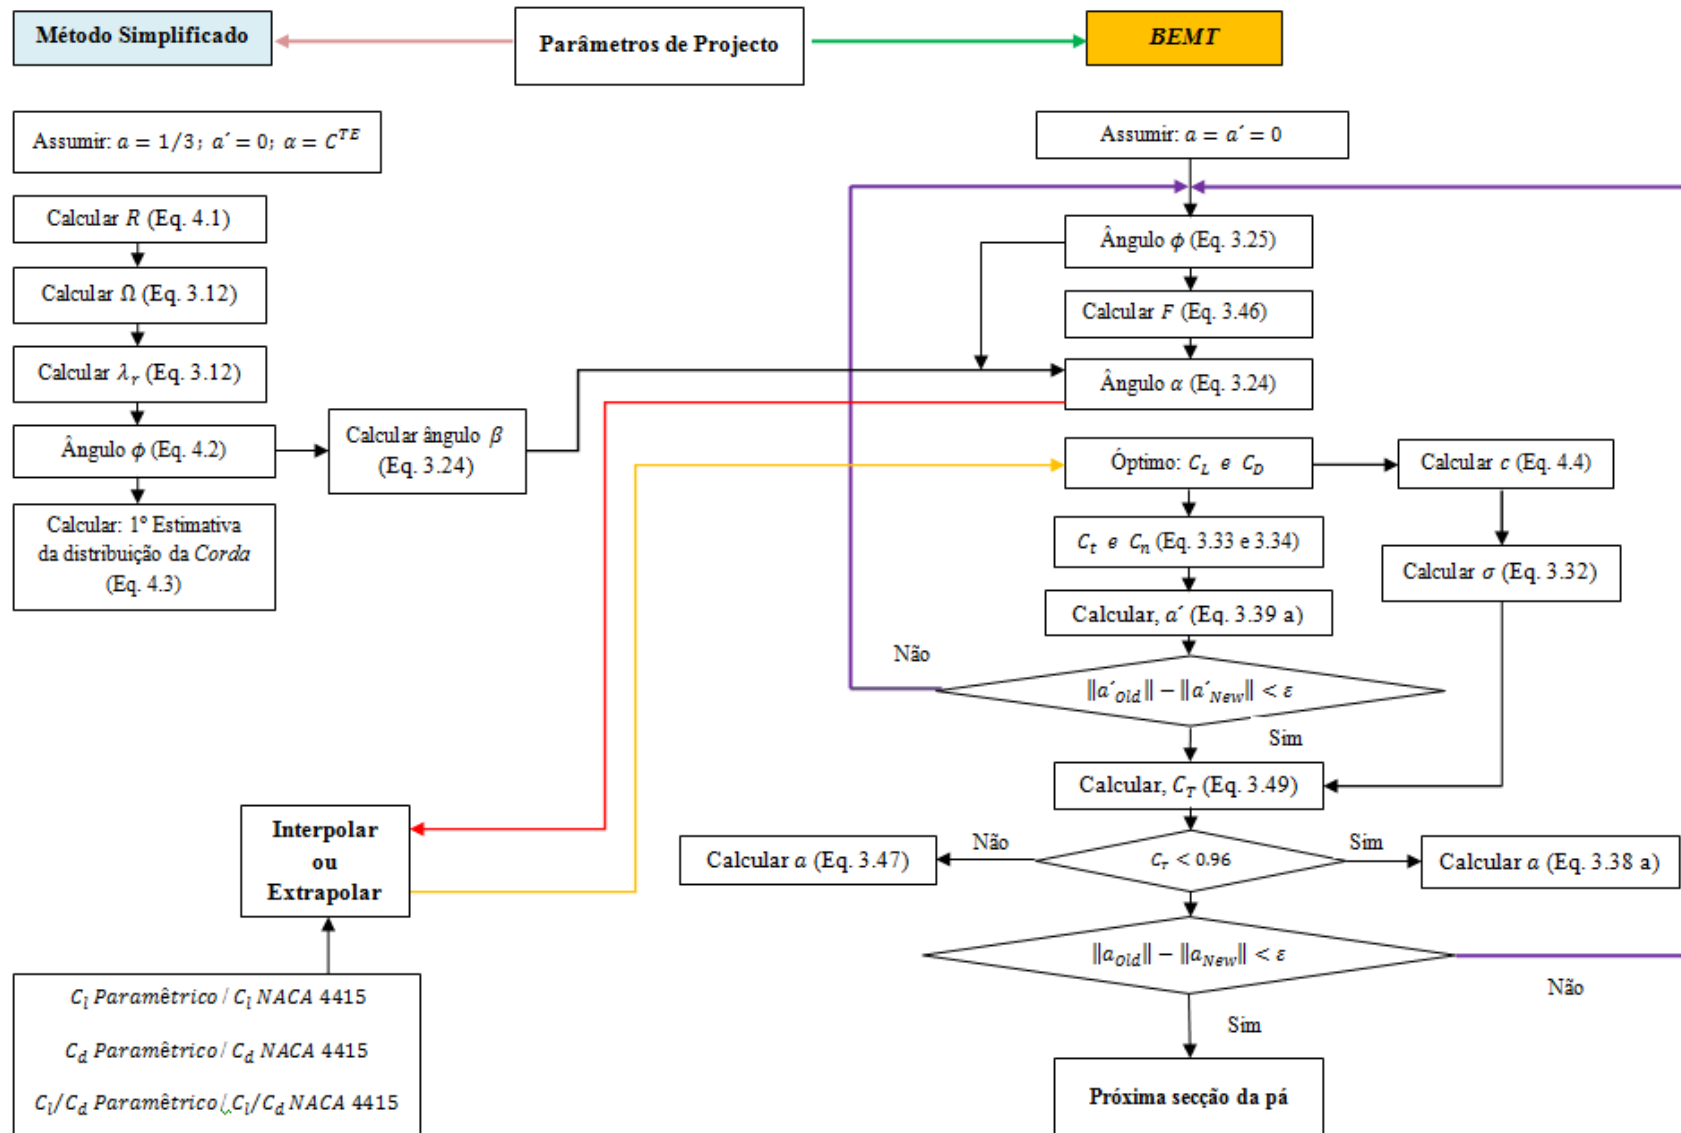 Método Simplificado
Parâmetros de Projecto
BEMT
Assumir: a = 1/3; a´ = 0; α = C^{TE}
Calcular R (Eq. 4.1)
Calcular Ω (Eq. 3.12)
Calcular λ_r (Eq. 3.12)
Ângulo ϕ (Eq. 4.2)
Calcular: 1º Estimativa
da distribuição da Corda
(Eq. 4.3)
Calcular ângulo β
(Eq. 3.24)
Interpolar
ou
Extrapolar
C_l Paramêtrico / C_l NACA 4415
C_d Paramêtrico / C_d NACA 4415
C_l/C_d Paramêtrico / C_l/C_d NACA 4415
Assumir: a = a´ = 0
Ângulo ϕ (Eq. 3.25)
Calcular F (Eq. 3.46)
Ângulo α (Eq. 3.24)
Óptimo: C_L e C_D
Calcular c (Eq. 4.4)
C_t e C_n (Eq. 3.33 e 3.34)
Calcular σ (Eq. 3.32)
Calcular, a´ (Eq. 3.39 a)
Não
‖a´_{Old}‖ − ‖a´_{New}‖ < ε
Sim
Calcular, C_T (Eq. 3.49)
Calcular a (Eq. 3.47)
Não
C_T < 0.96
Sim
Calcular a (Eq. 3.38 a)
‖a_{Old}‖ − ‖a_{New}‖ < ε
Não
Sim
Próxima secção da pá